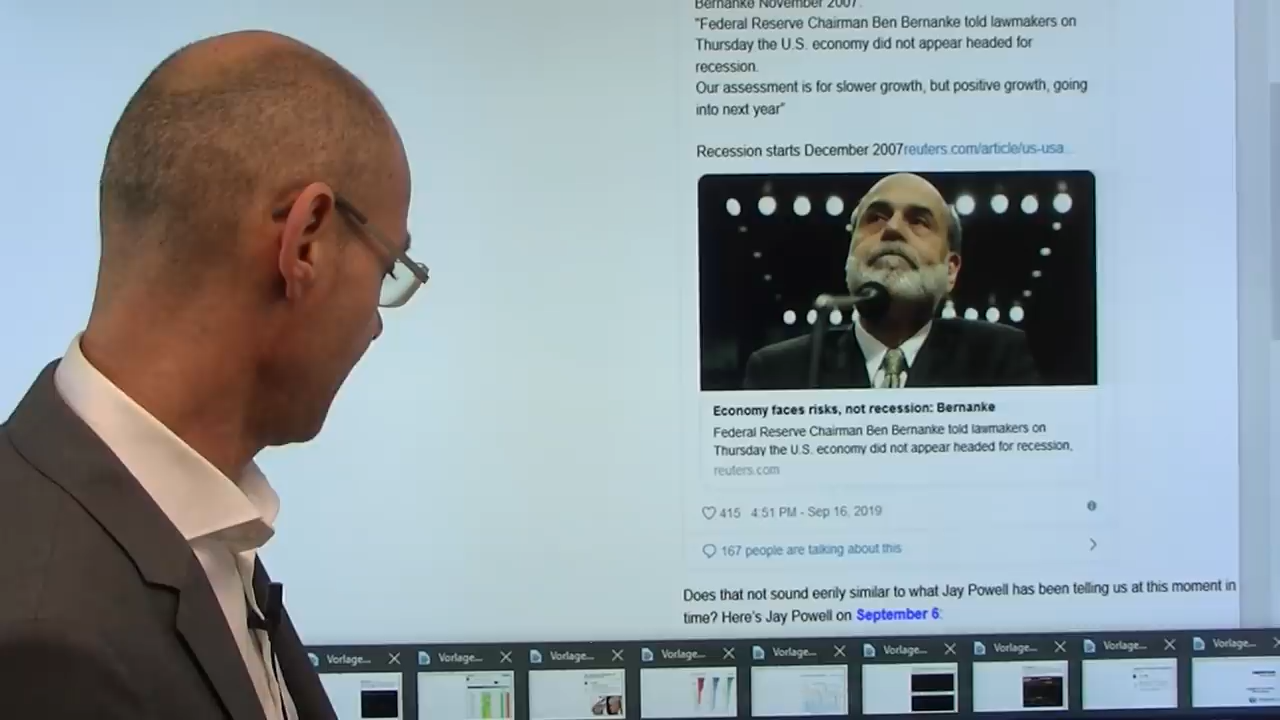 Bernanke November 2007:
"Federal Reserve Chairman Ben Bernanke told lawmakers on
Thursday the U.S. economy did not appear headed for
recession.
Our assessment is for slower growth, but positive growth, going
into next year"
Recession starts December 2007reuters.com/article/us-usa...
Economy faces risks, not recession: Bernanke
Federal Reserve Chairman Ben Bernanke told lawmakers on
Thursday the U.S. economy did not appear headed for recession,
reuters.com
415 4:51 PM - Sep 16, 2019
167 people are talking about this
Does that not sound eerily similar to what Jay Powell has been telling us at this moment in
time? Here's Jay Powell on September 6:
Vorlage... Vorlage... Vorlage... Vorlage... Vorlage... Vorlage... Vorlage... Vorlage... Vorlage...